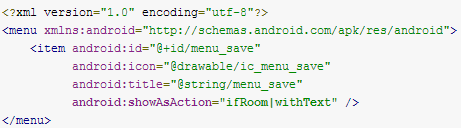 <?xml version="1.0" encoding="utf-8"?>
<menu xmlns:android="http://schemas.android.com/apk/res/android">
    <item android:id="@+id/menu_save"
          android:icon="@drawable/ic_menu_save"
          android:title="@string/menu_save"
          android:showAsAction="ifRoom|withText" />
</menu>